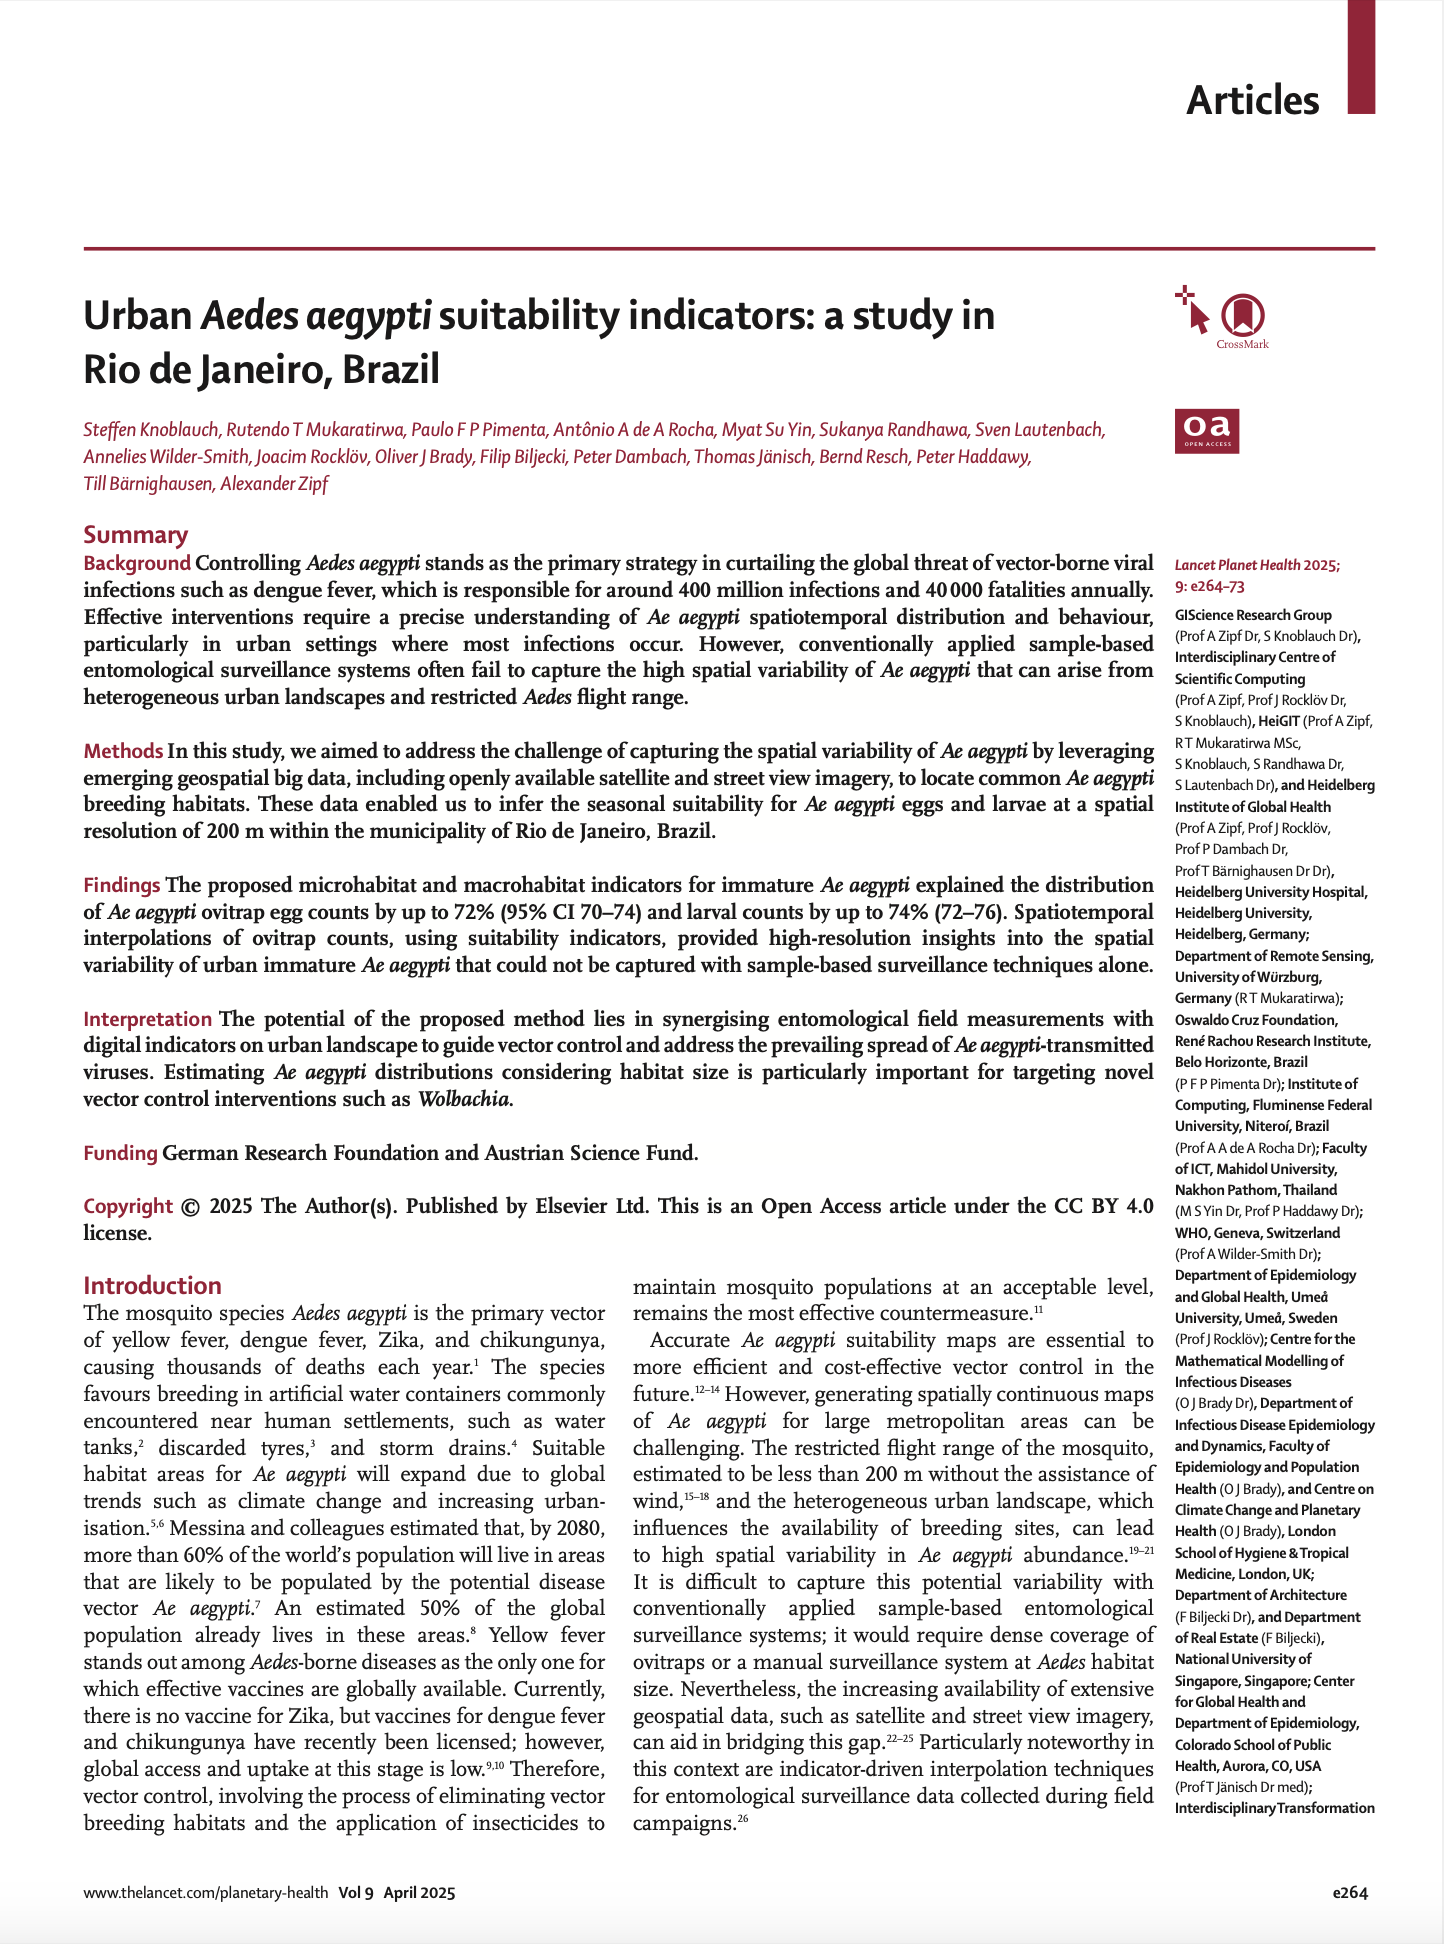 Articles
Urban Aedes aegypti suitability indicators: a study in
Rio de Janeiro, Brazil
CrossMark
oa
OPEN ACCESS
Steffen Knoblauch, Rutendo T Mukaratirwa, Paulo F P Pimenta, Antônio A de A Rocha, Myat Su Yin, Sukanya Randhawa, Sven Lautenbach,
Annelies Wilder-Smith, Joacim Rocklöv, Oliver J Brady, Filip Biljecki, Peter Dambach, Thomas Jänisch, Bernd Resch, Peter Haddawy,
Till Bärnighausen, Alexander Zipf
Summary
Background Controlling Aedes aegypti stands as the primary strategy in curtailing the global threat of vector-borne viral
infections such as dengue fever, which is responsible for around 400 million infections and 40 000 fatalities annually.
Effective interventions require a precise understanding of Ae aegypti spatiotemporal distribution and behaviour,
particularly in urban settings where most infections occur. However, conventionally applied sample-based
entomological surveillance systems often fail to capture the high spatial variability of Ae aegypti that can arise from
heterogeneous urban landscapes and restricted Aedes flight range.
Methods In this study, we aimed to address the challenge of capturing the spatial variability of Ae aegypti by leveraging
emerging geospatial big data, including openly available satellite and street view imagery, to locate common Ae aegypti
breeding habitats. These data enabled us to infer the seasonal suitability for Ae aegypti eggs and larvae at a spatial
resolution of 200 m within the municipality of Rio de Janeiro, Brazil.
Findings The proposed microhabitat and macrohabitat indicators for immature Ae aegypti explained the distribution
of Ae aegypti ovitrap egg counts by up to 72% (95% CI 70–74) and larval counts by up to 74% (72–76). Spatiotemporal
interpolations of ovitrap counts, using suitability indicators, provided high-resolution insights into the spatial
variability of urban immature Ae aegypti that could not be captured with sample-based surveillance techniques alone.
Interpretation The potential of the proposed method lies in synergising entomological field measurements with
digital indicators on urban landscape to guide vector control and address the prevailing spread of Ae aegypti-transmitted
viruses. Estimating Ae aegypti distributions considering habitat size is particularly important for targeting novel
vector control interventions such as Wolbachia.
Funding German Research Foundation and Austrian Science Fund.
Copyright © 2025 The Author(s). Published by Elsevier Ltd. This is an Open Access article under the CC BY 4.0
license.
Introduction
The mosquito species Aedes aegypti is the primary vector
of yellow fever, dengue fever, Zika, and chikungunya,
causing thousands of deaths each year.1 The species
favours breeding in artificial water containers commonly
encountered near human settlements, such as water
tanks,2 discarded tyres,3 and storm drains.4 Suitable
habitat areas for Ae aegypti will expand due to global
trends such as climate change and increasing urban-
isation.5,6 Messina and colleagues estimated that, by 2080,
more than 60% of the world's population will live in areas
that are likely to be populated by the potential disease
vector Ae aegypti.7 An estimated 50% of the global
population already lives in these areas.8 Yellow fever
stands out among Aedes-borne diseases as the only one for
which effective vaccines are globally available. Currently,
there is no vaccine for Zika, but vaccines for dengue fever
and chikungunya have recently been licensed; however,
global access and uptake at this stage is low.9,10 Therefore,
vector control, involving the process of eliminating vector
breeding habitats and the application of insecticides to
maintain mosquito populations at an acceptable level,
remains the most effective countermeasure.11
Accurate Ae aegypti suitability maps are essential to
more efficient and cost-effective vector control in the
future.12–14 However, generating spatially continuous maps
of Ae aegypti for large metropolitan areas can be
challenging. The restricted flight range of the mosquito,
estimated to be less than 200 m without the assistance of
wind,15–18 and the heterogeneous urban landscape, which
influences the availability of breeding sites, can lead
to high spatial variability in Ae aegypti abundance.19–21
It is difficult to capture this potential variability with
conventionally applied sample-based entomological
surveillance systems; it would require dense coverage of
ovitraps or a manual surveillance system at Aedes habitat
size. Nevertheless, the increasing availability of extensive
geospatial data, such as satellite and street view imagery,
can aid in bridging this gap.22–25 Particularly noteworthy in
this context are indicator-driven interpolation techniques
for entomological surveillance data collected during field
campaigns.26
Lancet Planet Health 2025;
9: e264–73
GIScience Research Group
(Prof A Zipf Dr, S Knoblauch Dr),
Interdisciplinary Centre of
Scientific Computing
(Prof A Zipf, Prof J Rocklöv Dr,
S Knoblauch), HeiGIT (Prof A Zipf,
R T Mukaratirwa MSc,
S Knoblauch, S Randhawa Dr,
S Lautenbach Dr), and Heidelberg
Institute of Global Health
(Prof A Zipf, Prof J Rocklöv,
Prof P Dambach Dr,
Prof T Bärnighausen Dr Dr),
Heidelberg University Hospital,
Heidelberg University,
Heidelberg, Germany;
Department of Remote Sensing,
University of Würzburg,
Germany (R T Mukaratirwa);
Oswaldo Cruz Foundation,
René Rachou Research Institute,
Belo Horizonte, Brazil
(P F P Pimenta Dr); Institute of
Computing, Fluminense Federal
University, Niteroí, Brazil
(Prof A A de A Rocha Dr); Faculty
of ICT, Mahidol University,
Nakhon Pathom, Thailand
(M S Yin Dr, Prof P Haddawy Dr);
WHO, Geneva, Switzerland
(Prof A Wilder-Smith Dr);
Department of Epidemiology
and Global Health, Umeå
University, Umeå, Sweden
(Prof J Rocklöv); Centre for the
Mathematical Modelling of
Infectious Diseases
(O J Brady Dr), Department of
Infectious Disease Epidemiology
and Dynamics, Faculty of
Epidemiology and Population
Health (O J Brady), and Centre on
Climate Change and Planetary
Health (O J Brady), London
School of Hygiene & Tropical
Medicine, London, UK;
Department of Architecture
(F Biljecki Dr), and Department
of Real Estate (F Biljecki),
National University of
Singapore, Singapore; Center
for Global Health and
Department of Epidemiology,
Colorado School of Public
Health, Aurora, CO, USA
(Prof T Jänisch Dr med);
Interdisciplinary Transformation
www.thelancet.com/planetary-health Vol 9 April 2025
e264